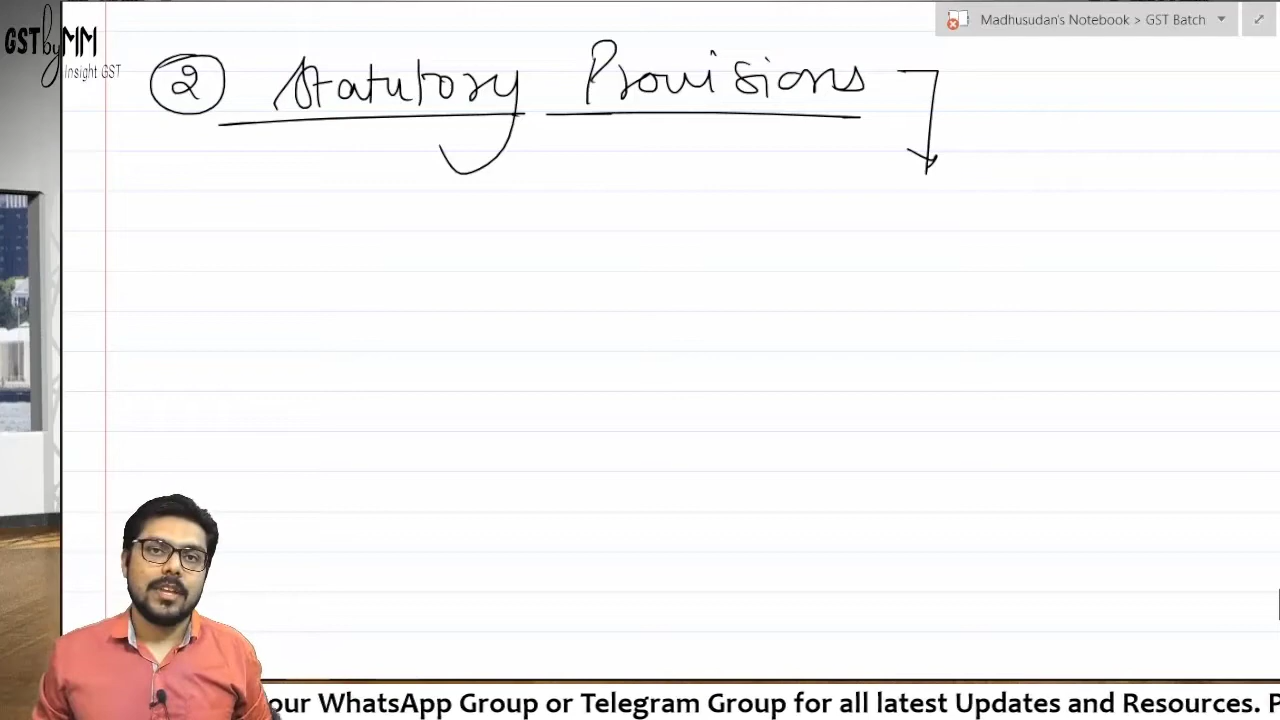 GST by MM
Insight GST
Madhusudan's Notebook > GST Batch
② Statutory Provisions
our WhatsApp Group or Telegram Group for all latest Updates and Resources. P